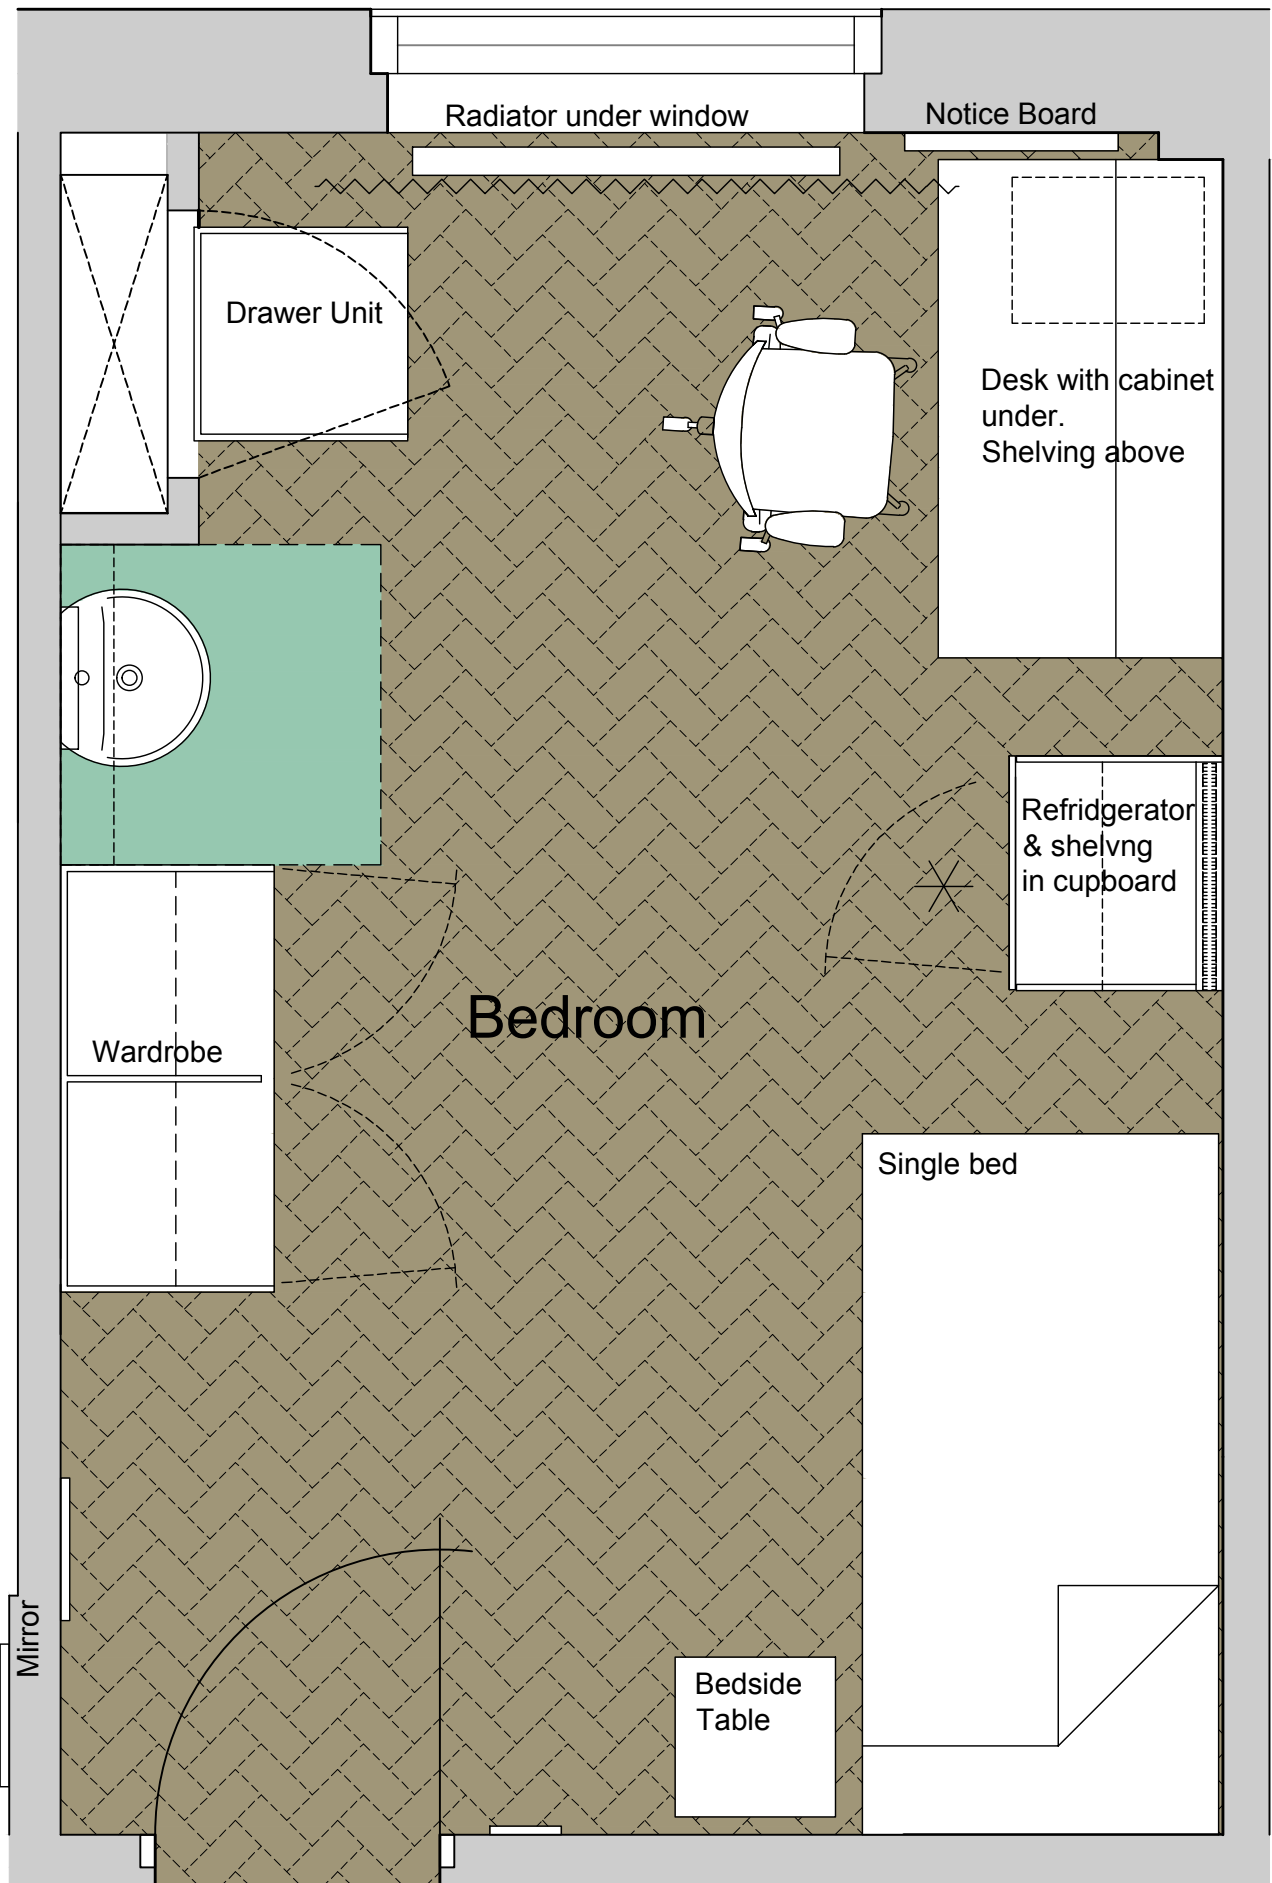 Radiator under window
Notice Board
Drawer Unit
Desk with cabinet
under.
Shelving above
Refridgerator
& shelvng
in cupboard
Bedroom
Wardrobe
Single bed
Mirror
Bedside
Table